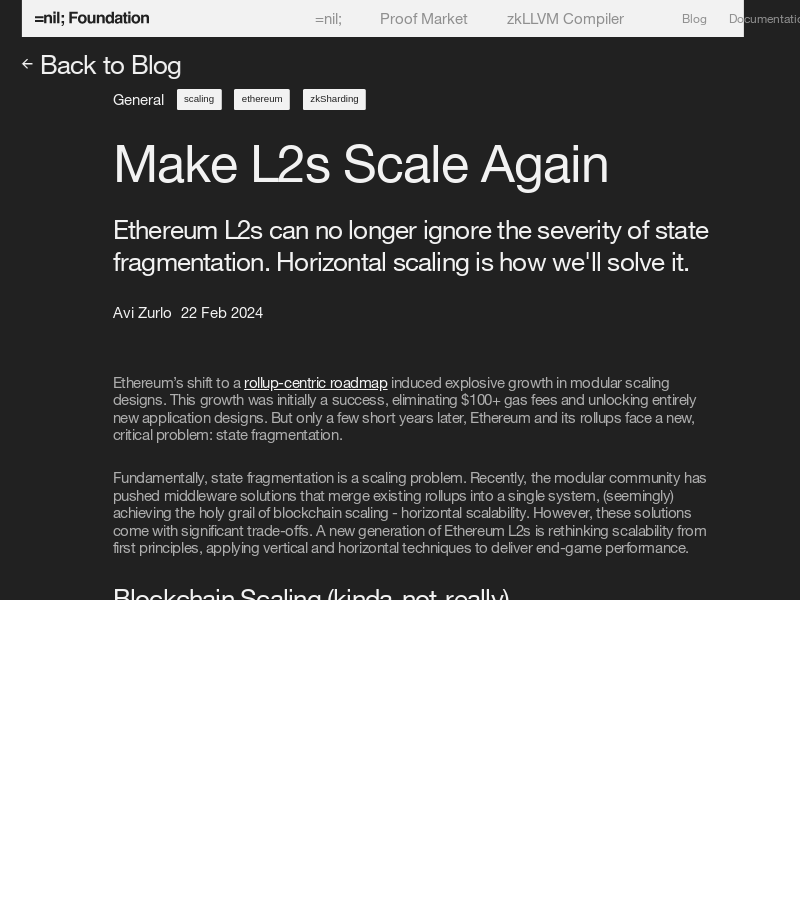 =nil; Foundation =nil; Proof Market zkLLVM Compiler Blog Documentatio
← Back to Blog
General scaling ethereum zkSharding
Make L2s Scale Again
Ethereum L2s can no longer ignore the severity of state
fragmentation. Horizontal scaling is how we'll solve it.
Avi Zurlo 22 Feb 2024
Ethereum’s shift to a rollup-centric roadmap induced explosive growth in modular scaling
designs. This growth was initially a success, eliminating $100+ gas fees and unlocking entirely
new application designs. But only a few short years later, Ethereum and its rollups face a new,
critical problem: state fragmentation.
Fundamentally, state fragmentation is a scaling problem. Recently, the modular community has
pushed middleware solutions that merge existing rollups into a single system, (seemingly)
achieving the holy grail of blockchain scaling - horizontal scalability. However, these solutions
come with significant trade-offs. A new generation of Ethereum L2s is rethinking scalability from
first principles, applying vertical and horizontal techniques to deliver end-game performance.
Blockchain Scaling (kinda, not really)